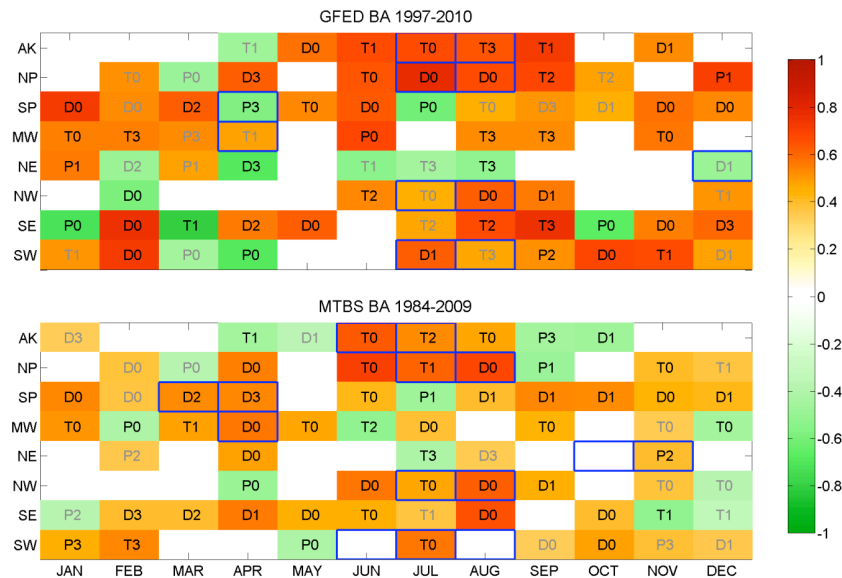 GFED BA 1997-2010
AK T1 D0 T1 T0 T3 T1 D1
NP T0 P0 D3 T0 D0 D0 T2 T2 P1
SP D0 D0 D2 P3 T0 D0 P0 T0 D3 D1 D0 D0
MW T0 T3 P3 T1 P0 T3 T3 T0
NE P1 D2 P1 D3 T1 T3 T3 D1
NW D0 T2 T0 D0 D1 T1
SE P0 D0 T1 D2 D0 T2 T2 T3 P0 D0 D3
SW T1 D0 P0 P0 D1 T3 P2 D0 T1 D1
MTBS BA 1984-2009
AK D3 T1 D1 T0 T2 T0 P3 D1
NP D0 P0 D0 T0 T1 D0 P1 T0 T1
SP D0 D0 D2 D3 T0 P1 D1 D1 D1 D0 D1
MW T0 P0 T1 D0 T0 T2 D0 T0 T0 T0
NE P2 D0 T3 D3 P2
NW P0 D0 T0 D0 D1 T0 T0
SE P2 D3 D2 D1 D0 T0 T1 D0 D0 T1 T1
SW P3 T3 P0 T0 D0 D0 P3 D1
JAN FEB MAR APR MAY JUN JUL AUG SEP OCT NOV DEC
1
0.8
0.6
0.4
0.2
0
-0.2
-0.4
-0.6
-0.8
-1